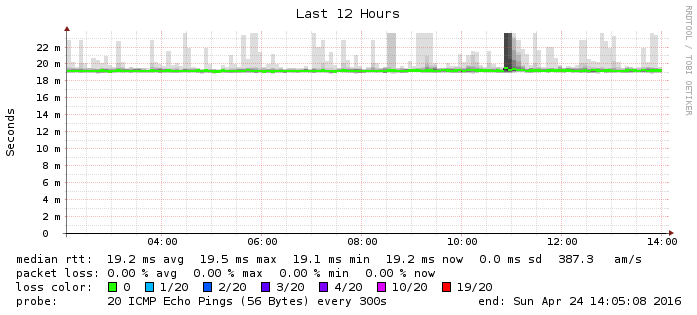 Last 12 Hours
RRDTOOL / TOBI OETIKER
Seconds
22 m
20 m
18 m
16 m
14 m
12 m
10 m
8 m
6 m
4 m
2 m
0
04:00 06:00 08:00 10:00 12:00 14:00
median rtt: 19.2 ms avg 19.5 ms max 19.1 ms min 19.2 ms now 0.0 ms sd 387.3 am/s
packet loss: 0.00 % avg 0.00 % max 0.00 % min 0.00 % now
loss color: 0 1/20 2/20 3/20 4/20 10/20 19/20
probe: 20 ICMP Echo Pings (56 Bytes) every 300s end: Sun Apr 24 14:05:08 2016